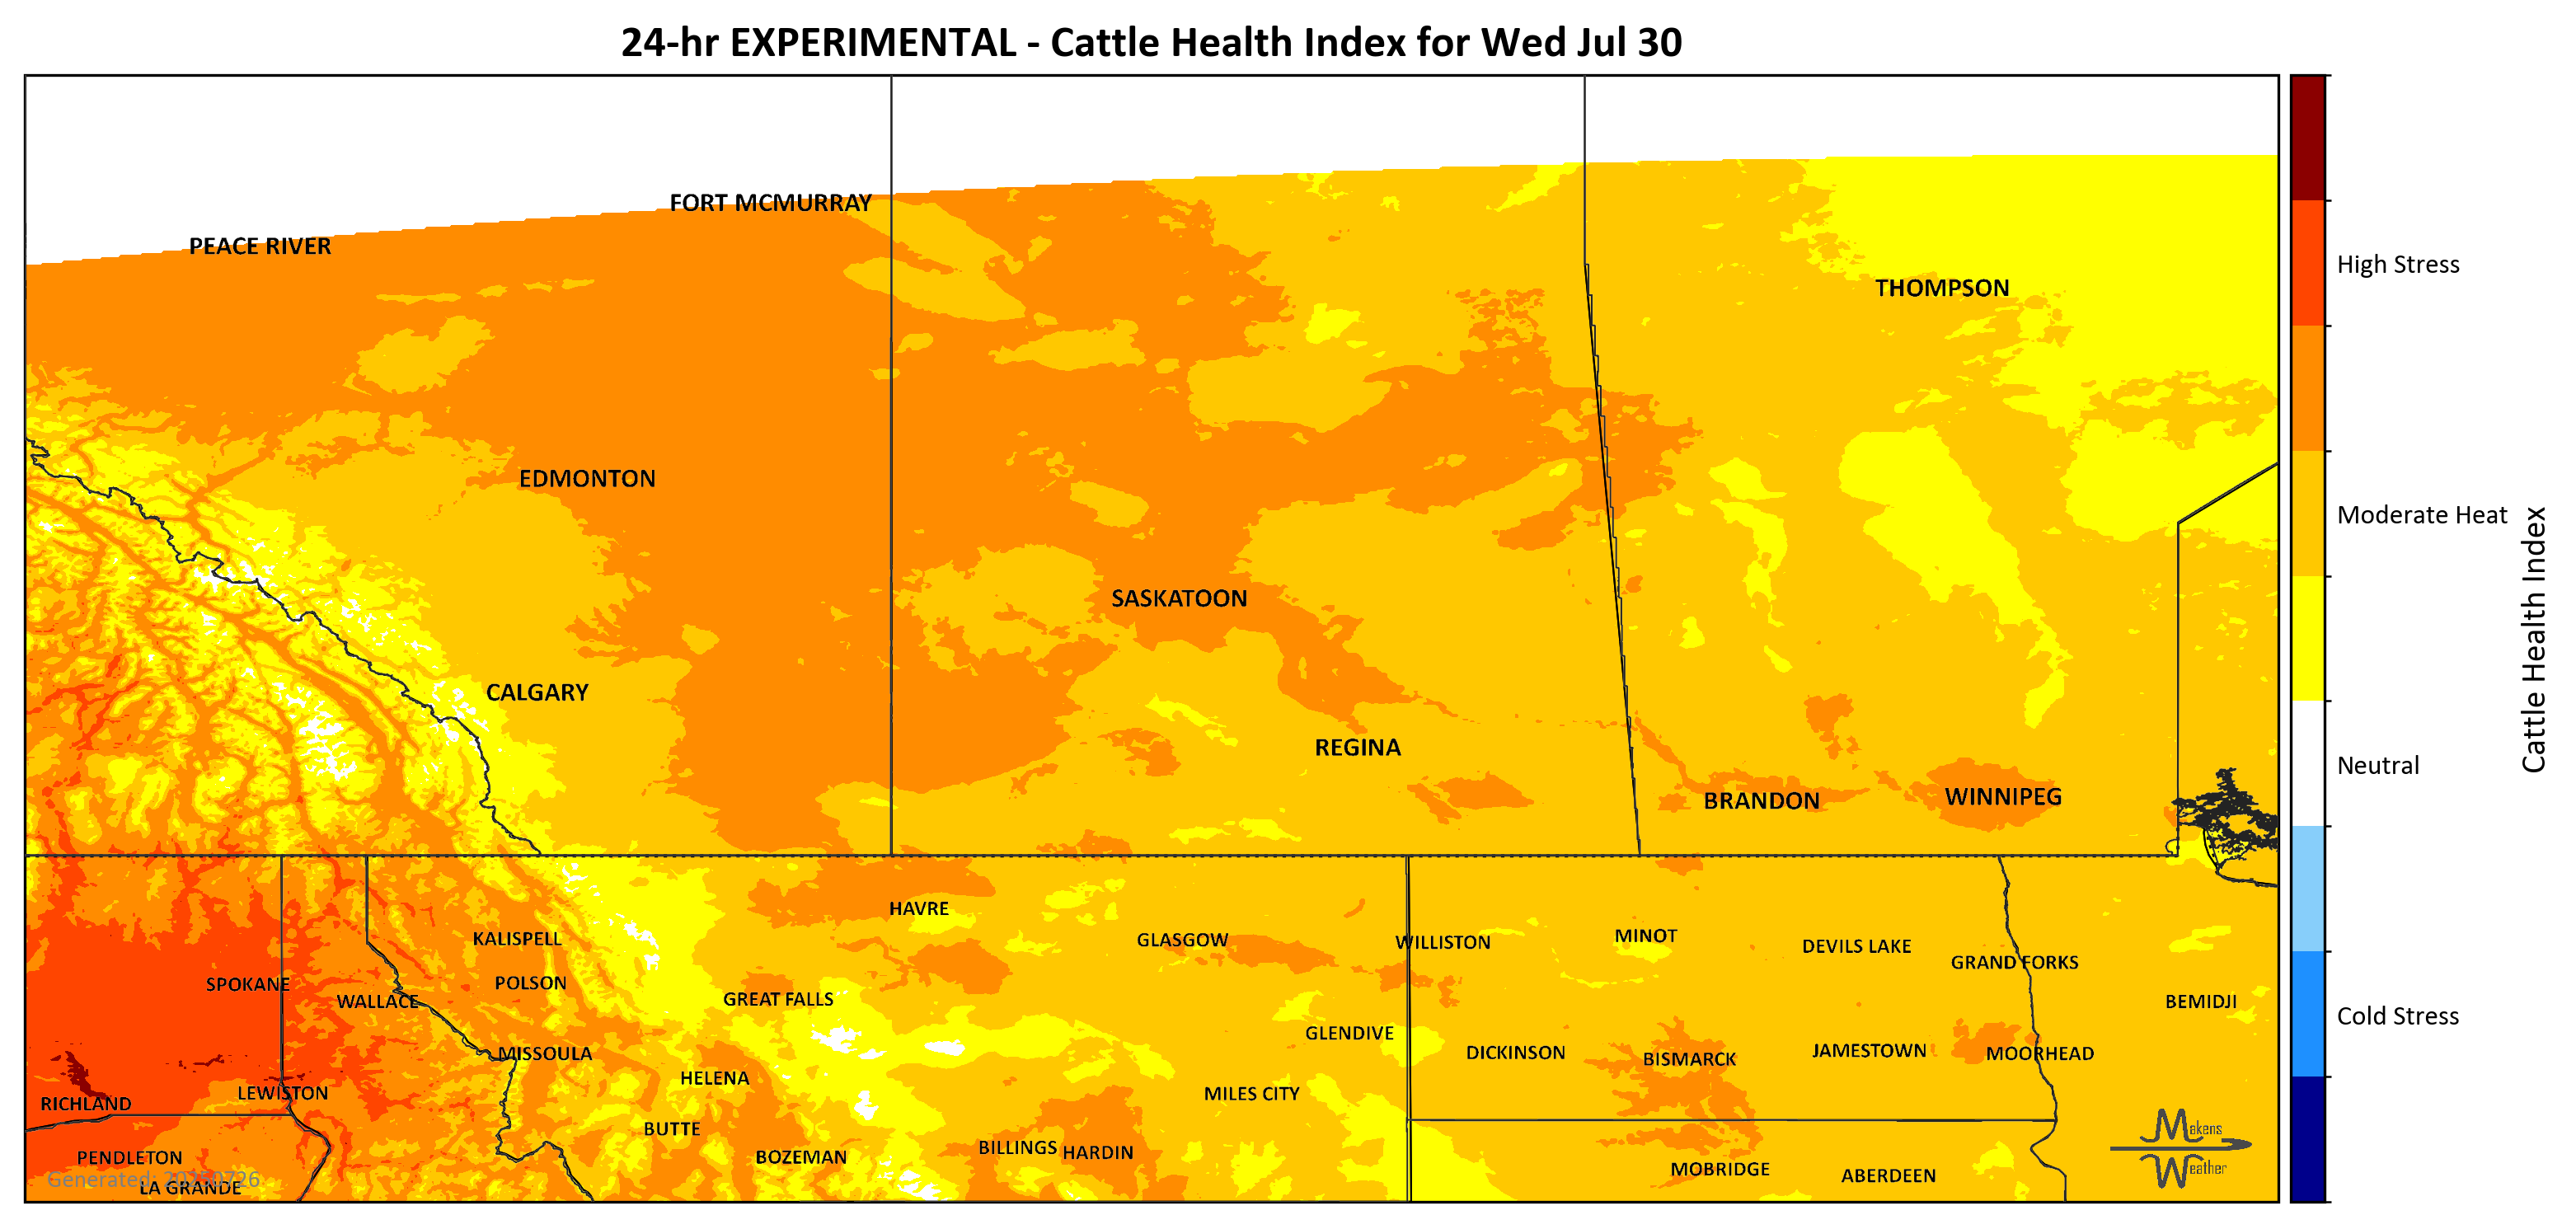 24-hr EXPERIMENTAL - Cattle Health Index for Wed Jul 30
FORT MCMURRAY
PEACE RIVER
THOMPSON
EDMONTON
SASKATOON
CALGARY
REGINA
BRANDON
WINNIPEG
HAVRE
KALISPELL
GLASGOW
WILLISTON
MINOT
DEVILS LAKE
GRAND FORKS
SPOKANE
POLSON
WALLACE
GREAT FALLS
BEMIDJI
GLENDIVE
MISSOULA
DICKINSON
BISMARCK
JAMESTOWN
MOORHEAD
HELENA
LEWISTON
MILES CITY
RICHLAND
BUTTE
BILLINGS
HARDIN
PENDLETON
BOZEMAN
MOBRIDGE
ABERDEEN
Generated: 20250726
LA GRANDE
Makens
Weather
High Stress
Moderate Heat
Neutral
Cold Stress
Cattle Health Index